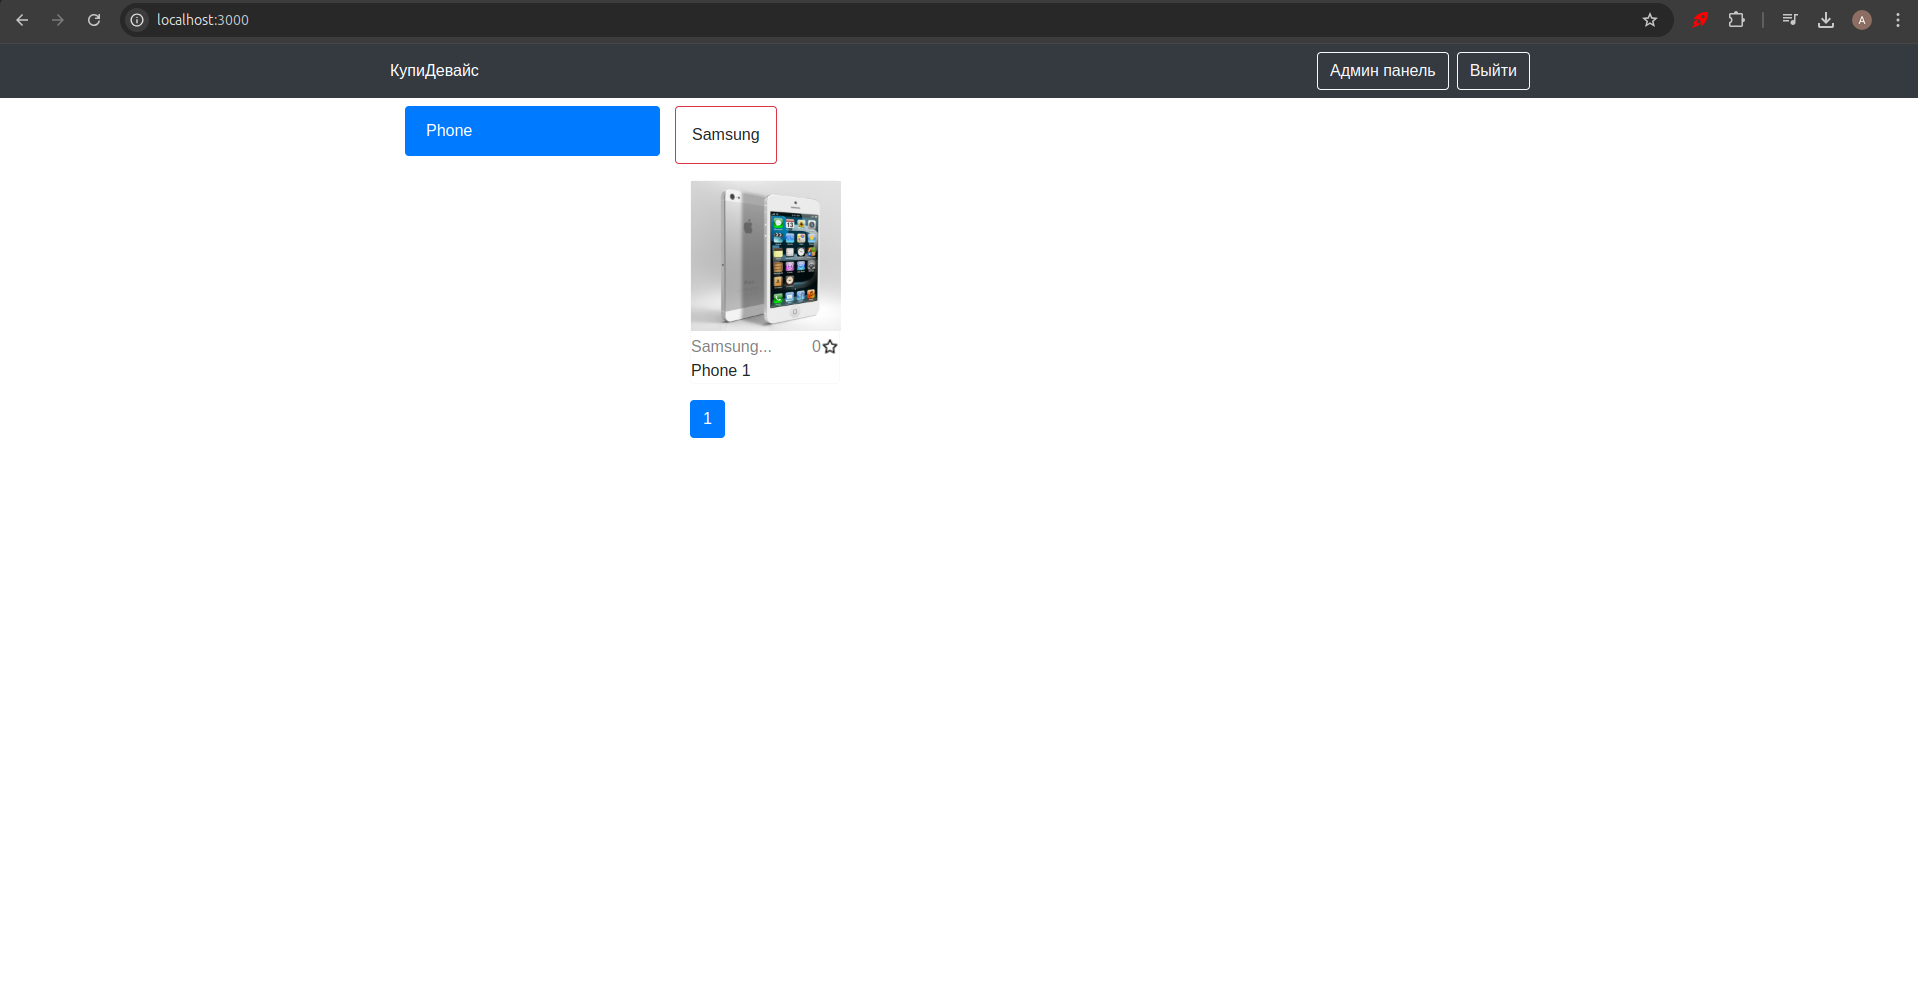 localhost:3000
A
КупиДевайс
Админ панель
Выйти
Phone
Samsung
Samsung...
0
Phone 1
1